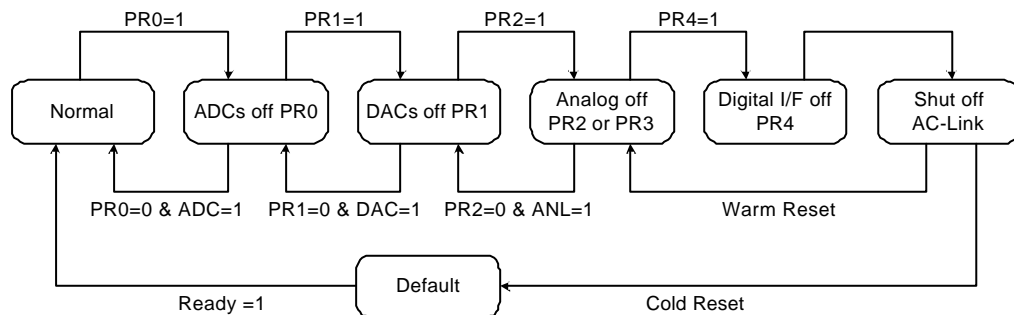 PR0=1
PR1=1
PR2=1
PR4=1
Normal
ADCs off PR0
DACs off PR1
Analog off
PR2 or PR3
Digital I/F off
PR4
Shut off
AC-Link
PR0=0 & ADC=1
PR1=0 & DAC=1
PR2=0 & ANL=1
Warm Reset
Default
Ready =1
Cold Reset